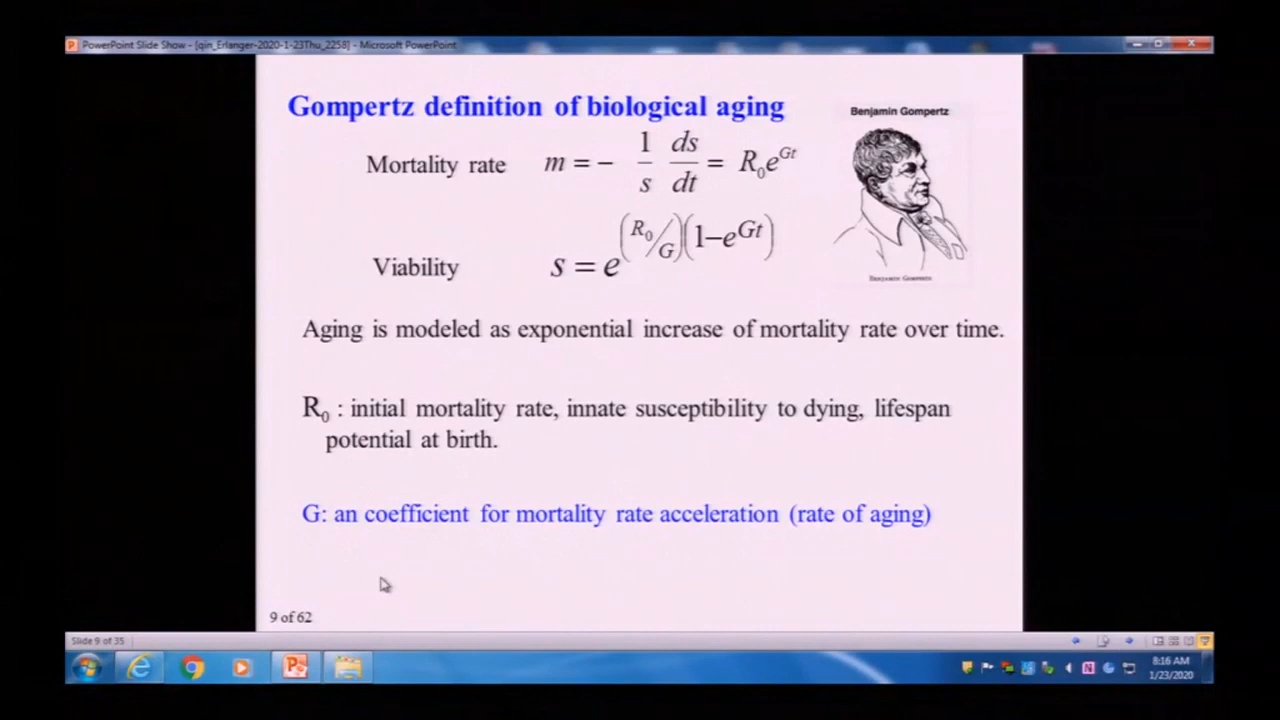 PowerPoint Slide Show - [qin_Erlanger-2020-1-23Thu_2258] - Microsoft PowerPoint
Gompertz definition of biological aging
Benjamin Gompertz
Mortality rate m = − 1/s ds/dt = R₀e^{Gt}
Viability s = e^{(R₀/G)(1−e^{Gt})}
BENJAMIN GOMPERTZ
Aging is modeled as exponential increase of mortality rate over time.
R₀ : initial mortality rate, innate susceptibility to dying, lifespan
potential at birth.
G: an coefficient for mortality rate acceleration (rate of aging)
9 of 62
Slide 9 of 35
8:16 AM
1/23/2020